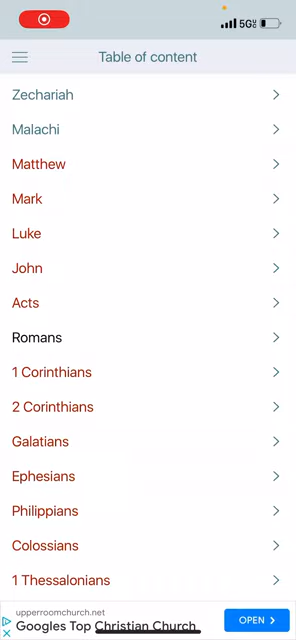 5G
Table of content
Zechariah
Malachi
Matthew
Mark
Luke
John
Acts
Romans
1 Corinthians
2 Corinthians
Galatians
Ephesians
Philippians
Colossians
1 Thessalonians
upperroomchurch.net
Googles Top Christian Church
OPEN